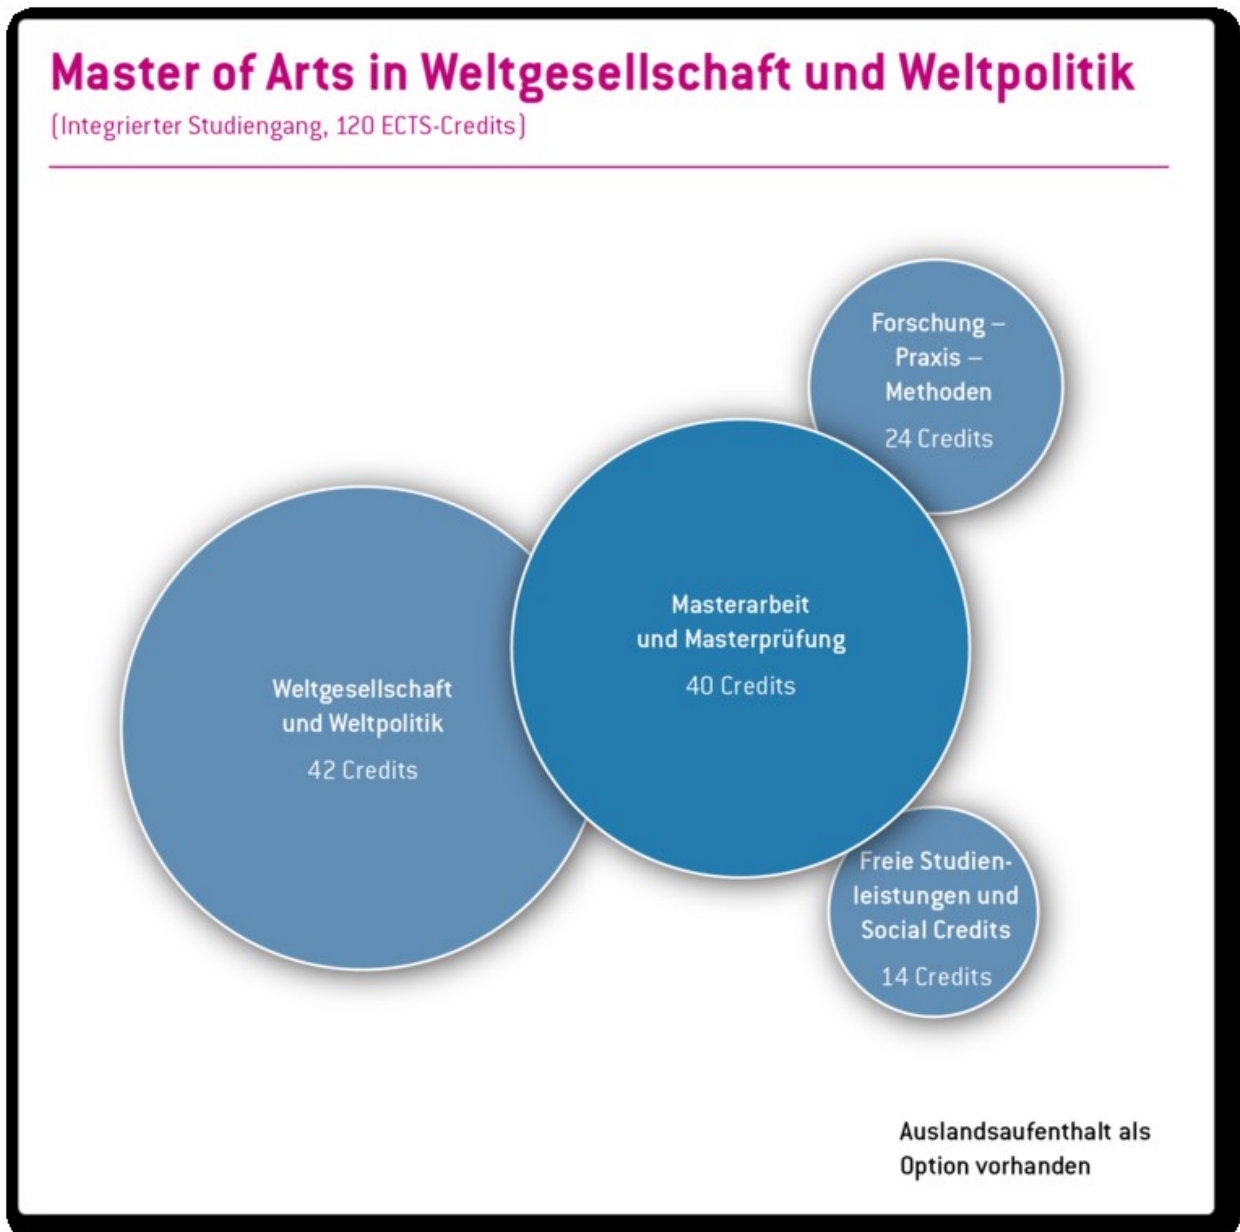 Master of Arts in Weltgesellschaft und Weltpolitik
(Integrierter Studiengang, 120 ECTS-Credits)
Forschung –
Praxis –
Methoden
24 Credits
Masterarbeit
und Masterprüfung
40 Credits
Weltgesellschaft
und Weltpolitik
42 Credits
Freie Studien-
leistungen und
Social Credits
14 Credits
Auslandsaufenthalt als
Option vorhanden